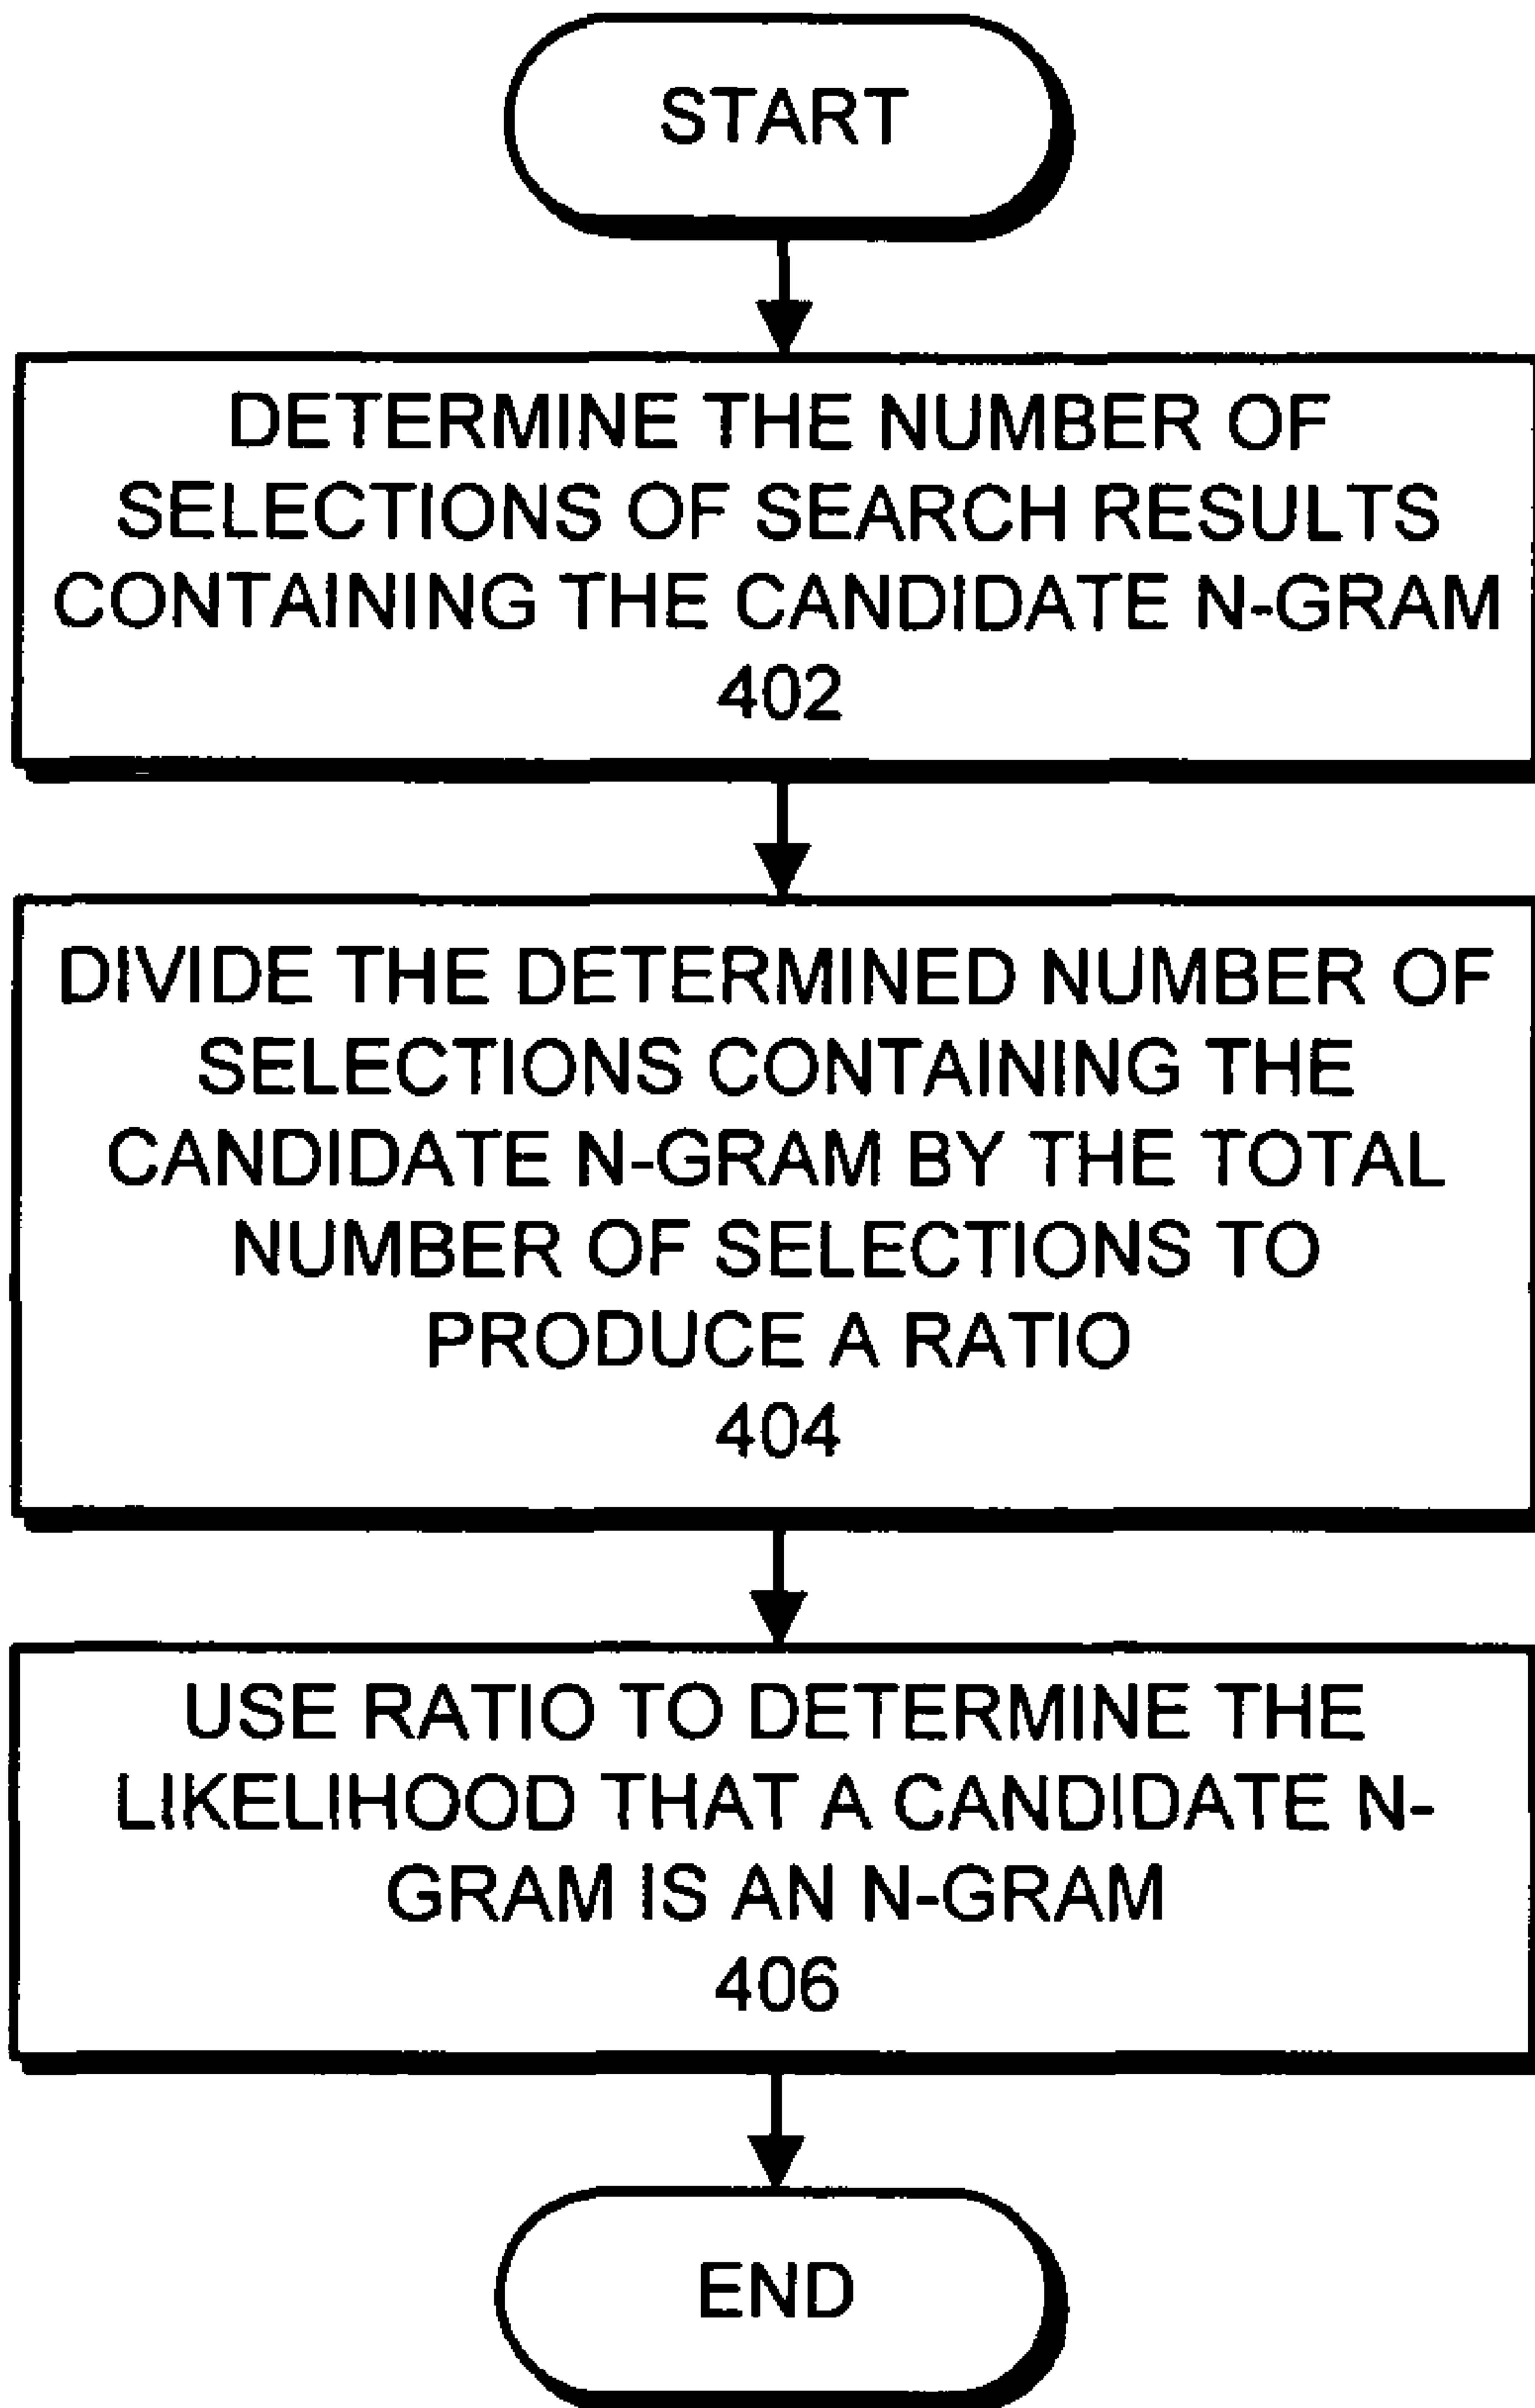 START
DETERMINE THE NUMBER OF
SELECTIONS OF SEARCH RESULTS
CONTAINING THE CANDIDATE N-GRAM
402
DIVIDE THE DETERMINED NUMBER OF
SELECTIONS CONTAINING THE
CANDIDATE N-GRAM BY THE TOTAL
NUMBER OF SELECTIONS TO
PRODUCE A RATIO
404
USE RATIO TO DETERMINE THE
LIKELIHOOD THAT A CANDIDATE N-
GRAM IS AN N-GRAM
406
END